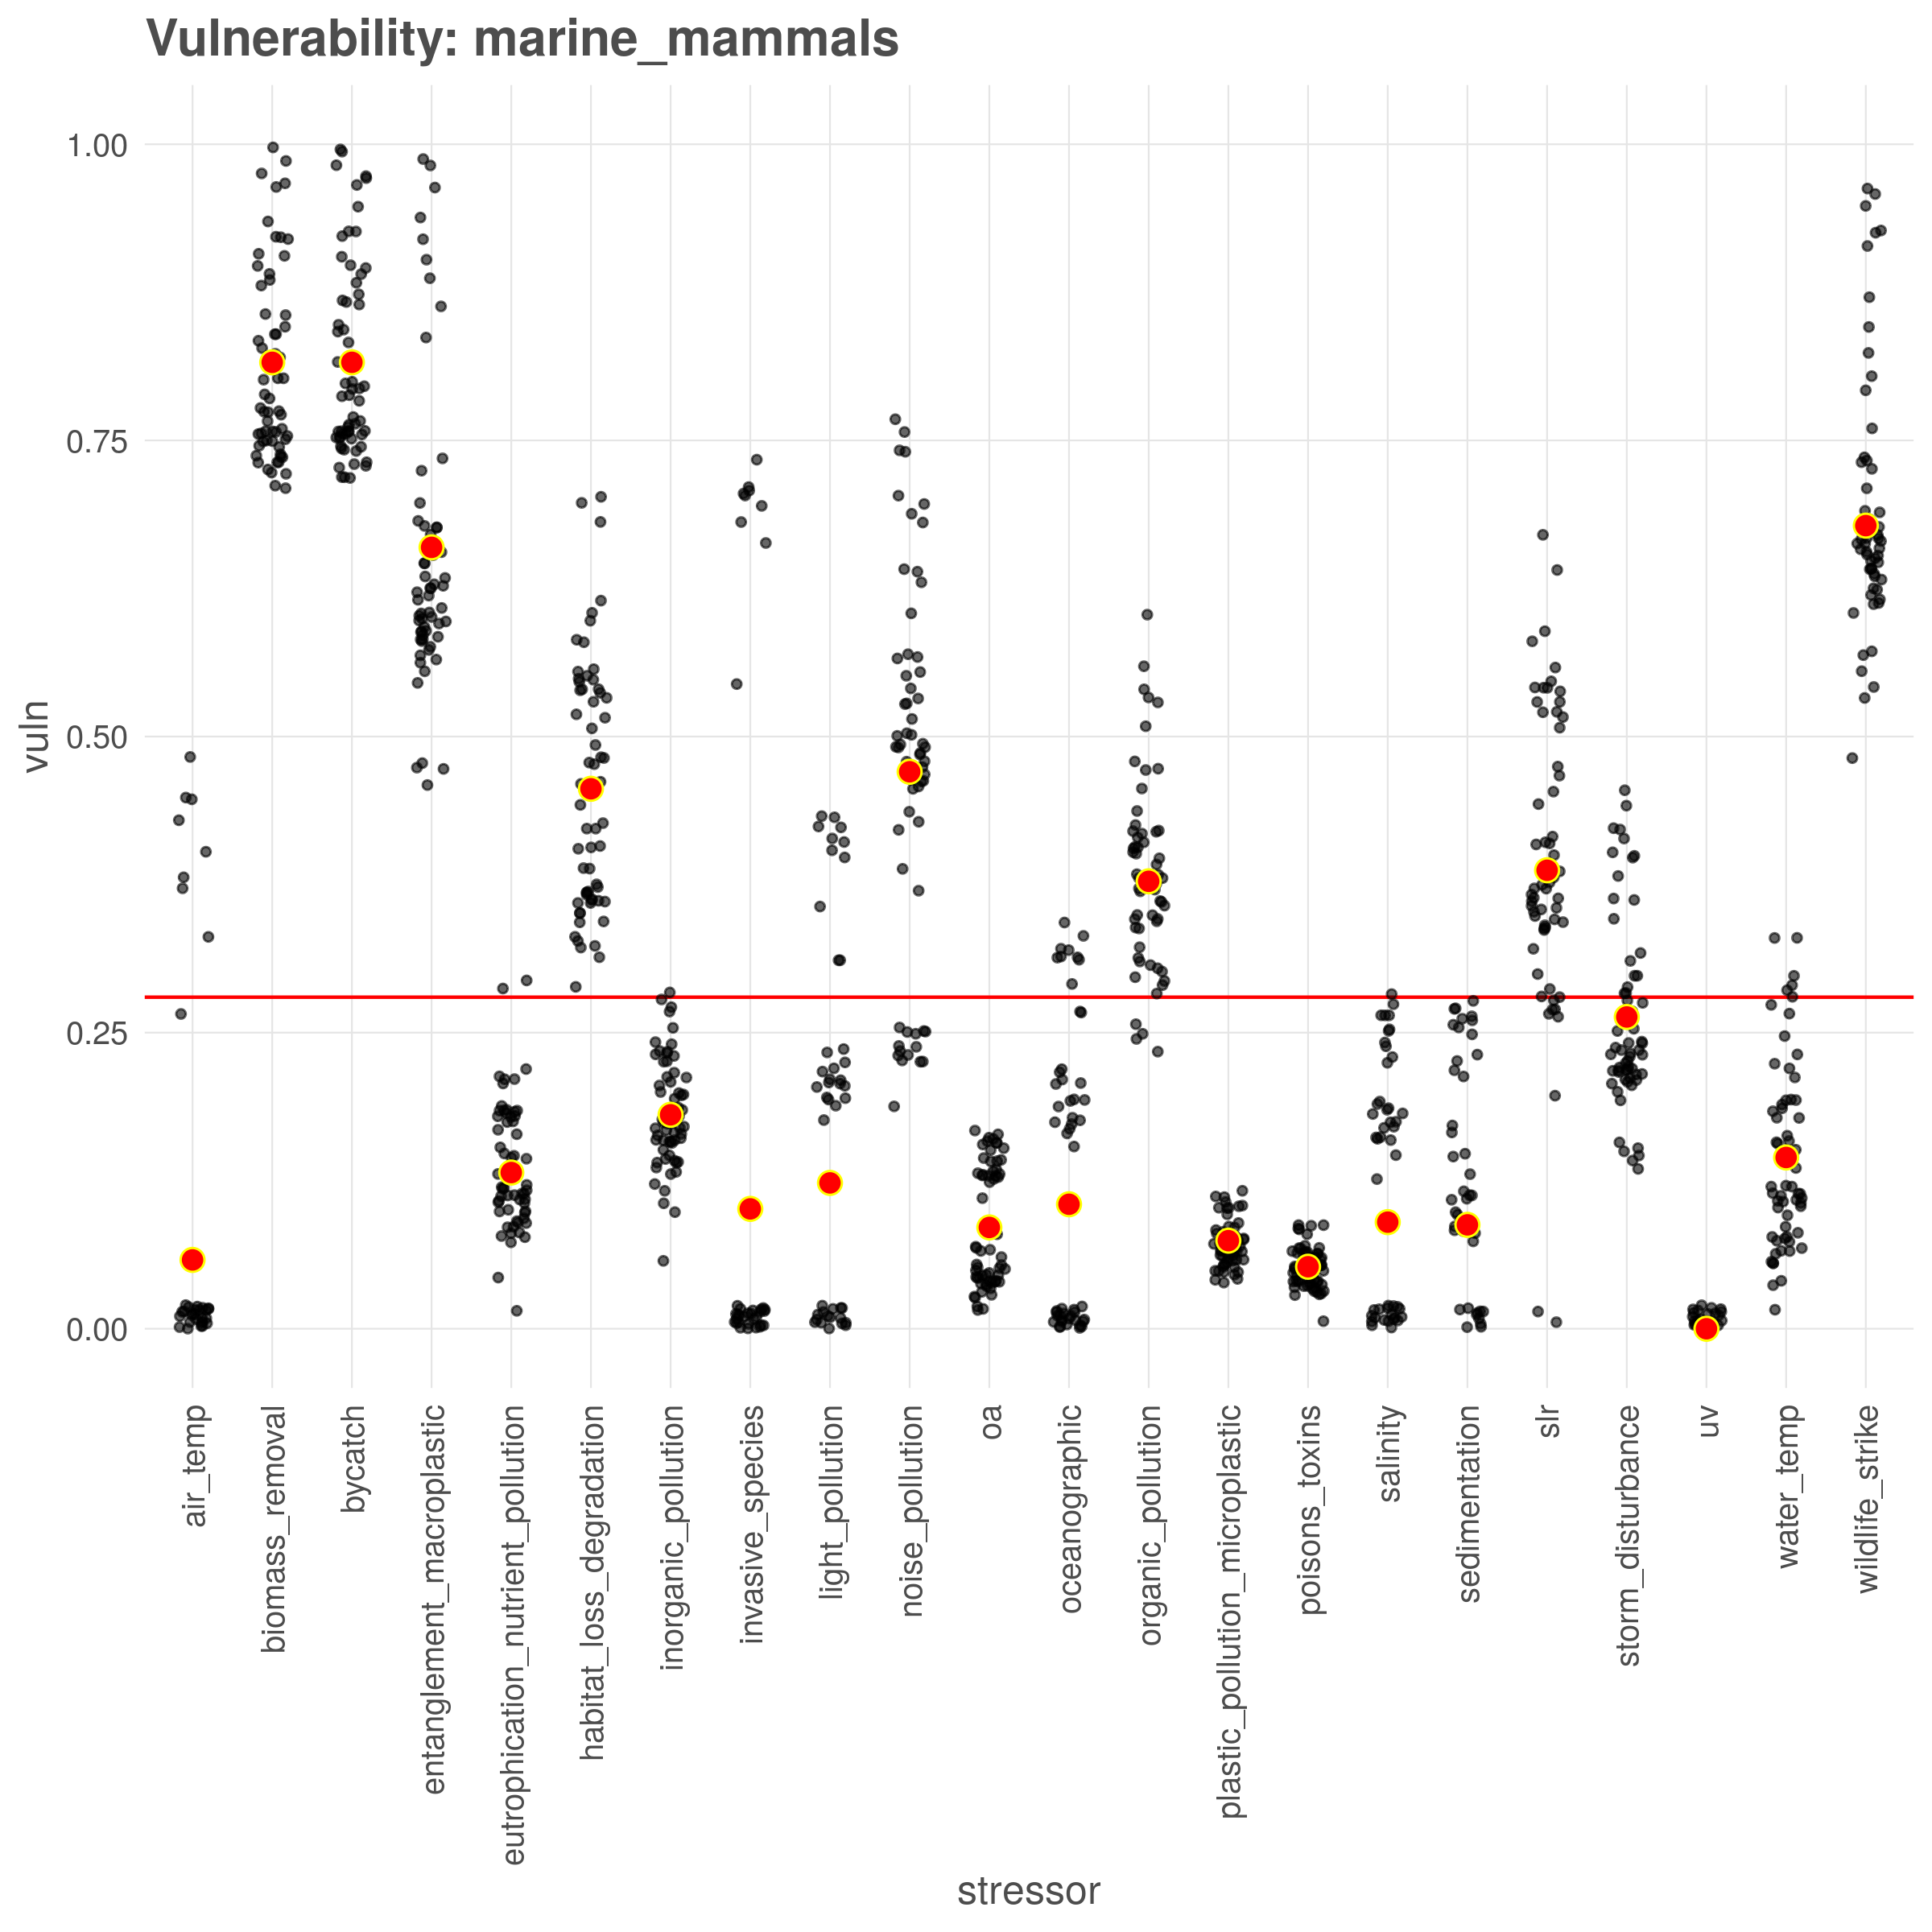 Vulnerability: marine_mammals
vuln
1.00
0.75
0.50
0.25
0.00
air_temp
biomass_removal
bycatch
entanglement_macroplastic
eutrophication_nutrient_pollution
habitat_loss_degradation
inorganic_pollution
invasive_species
light_pollution
noise_pollution
oa
oceanographic
organic_pollution
plastic_pollution_microplastic
poisons_toxins
salinity
sedimentation
slr
storm_disturbance
uv
water_temp
wildlife_strike
stressor